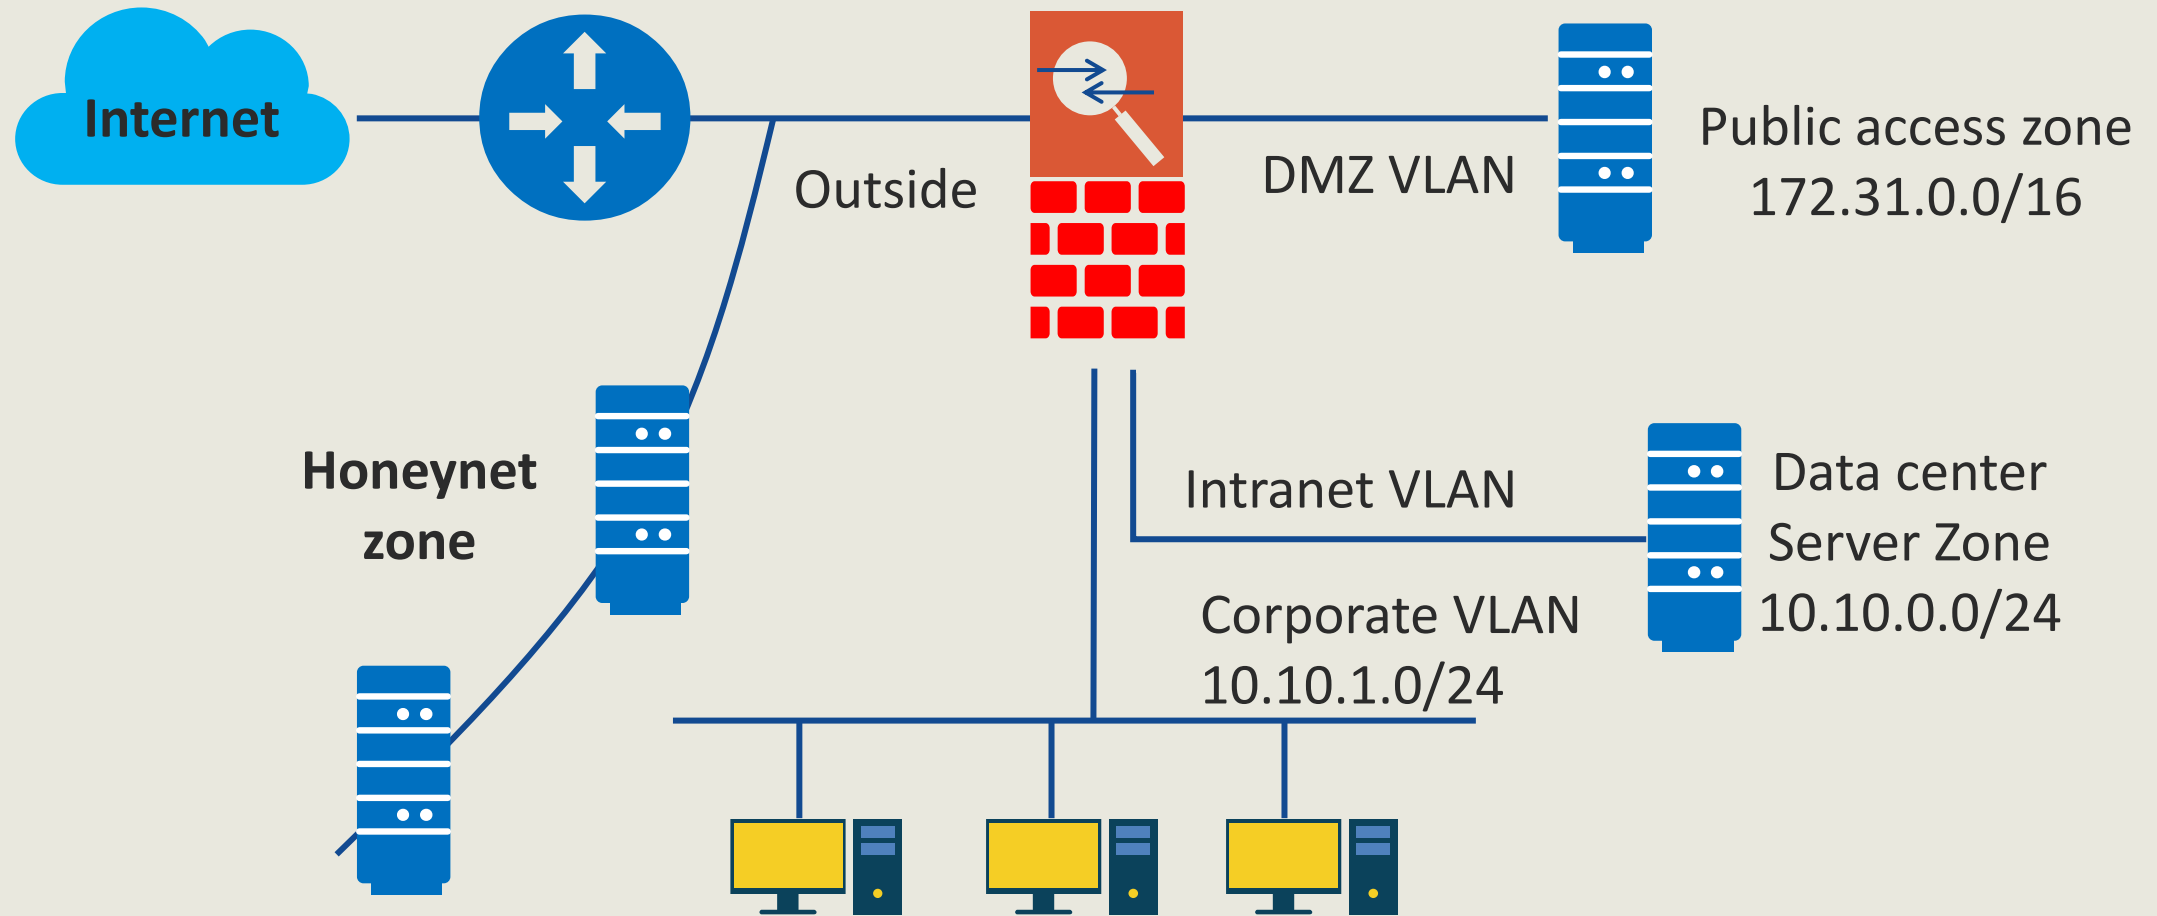 Internet
Outside
DMZ VLAN
Public access zone
172.31.0.0/16
Honeynet
zone
Intranet VLAN
Data center
Server Zone
10.10.0.0/24
Corporate VLAN
10.10.1.0/24